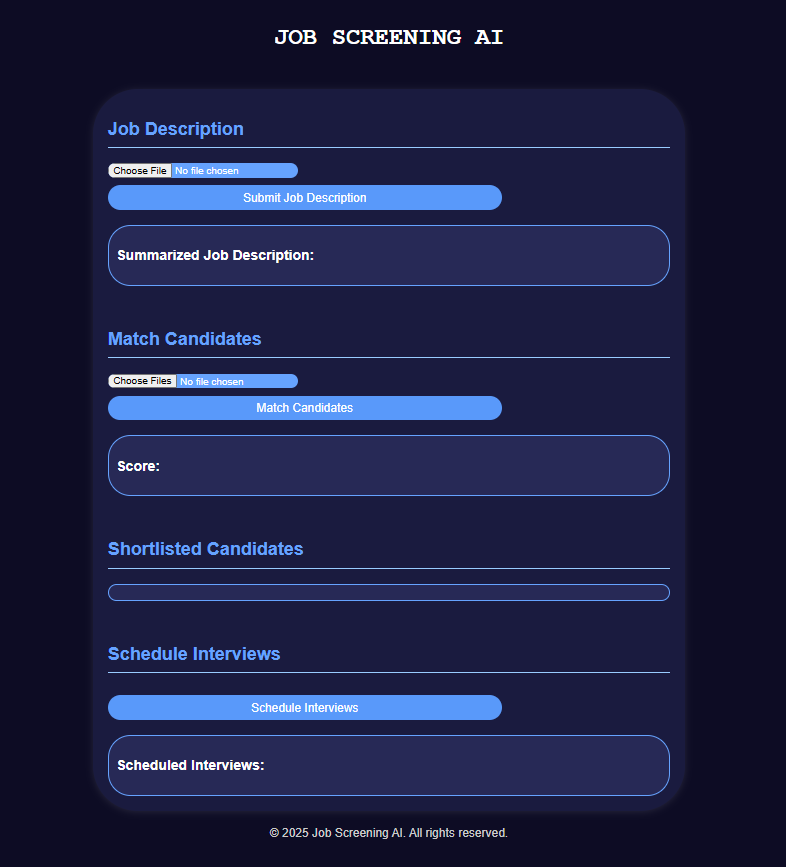 JOB SCREENING AI
Job Description
Choose File No file chosen
Submit Job Description
Summarized Job Description:
Match Candidates
Choose Files No file chosen
Match Candidates
Score:
Shortlisted Candidates
Schedule Interviews
Schedule Interviews
Scheduled Interviews:
© 2025 Job Screening AI. All rights reserved.